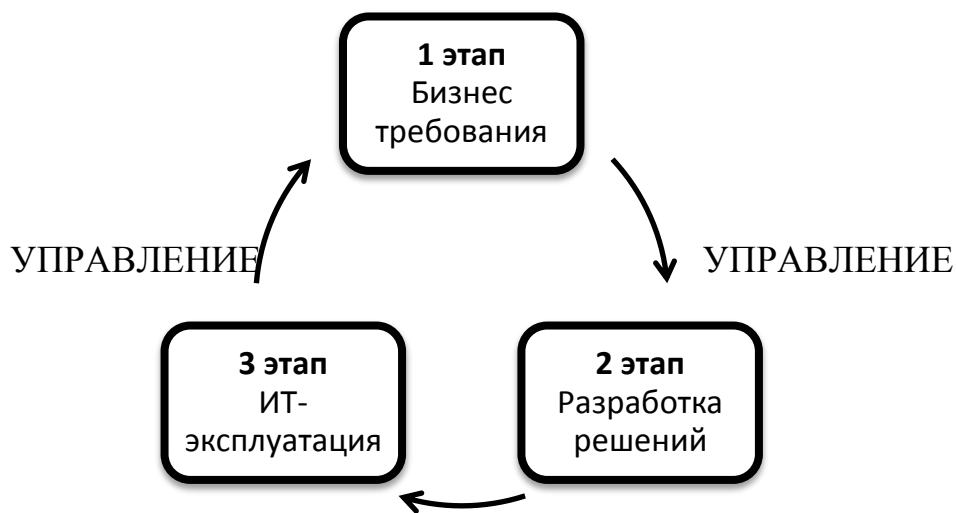 1 этап
Бизнес
требования
УПРАВЛЕНИЕ
УПРАВЛЕНИЕ
3 этап
ИТ-
эксплуатация
2 этап
Разработка
решений